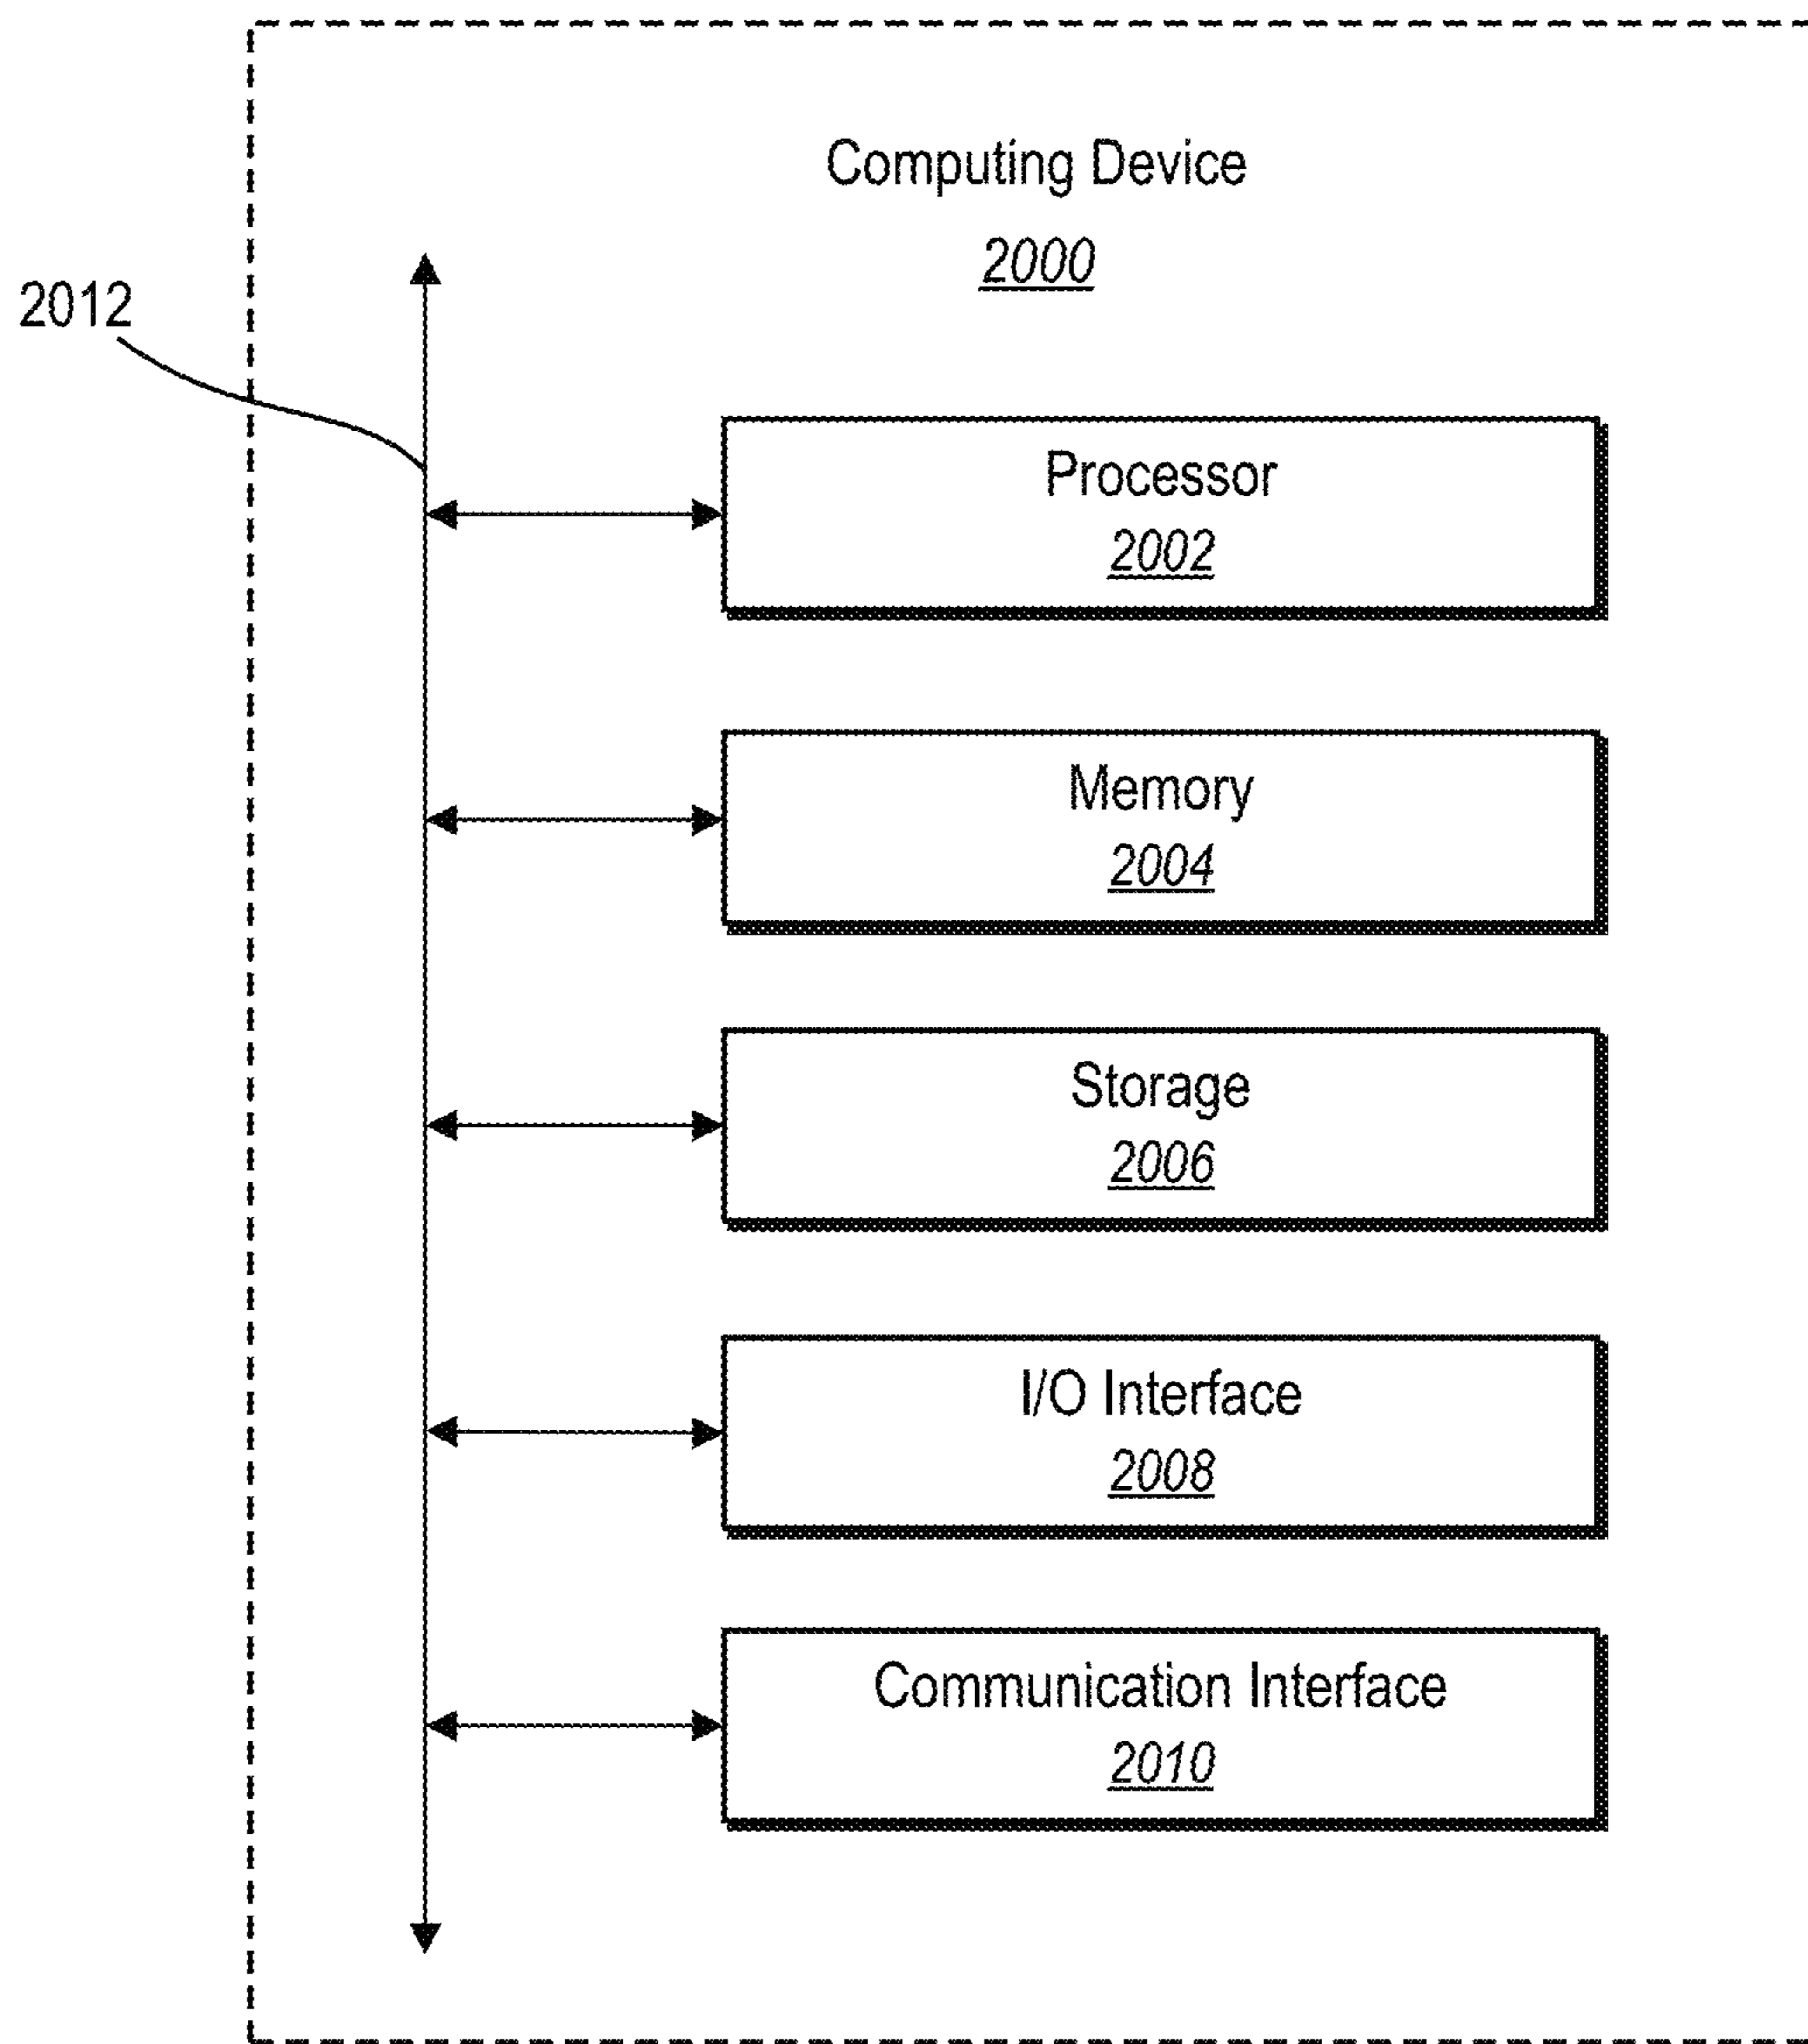 Computing Device
2000
2012
Processor
2002
Memory
2004
Storage
2006
I/O Interface
2008
Communication Interface
2010